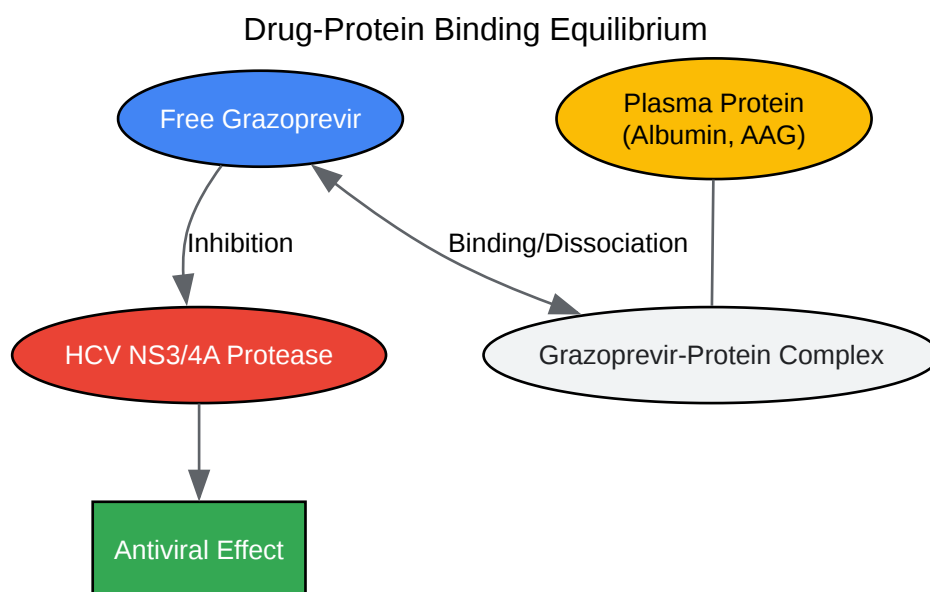 Drug-Protein Binding Equilibrium
Free Grazoprevir
Plasma Protein
(Albumin, AAG)
Inhibition
Binding/Dissociation
HCV NS3/4A Protease
Grazoprevir-Protein Complex
Antiviral Effect